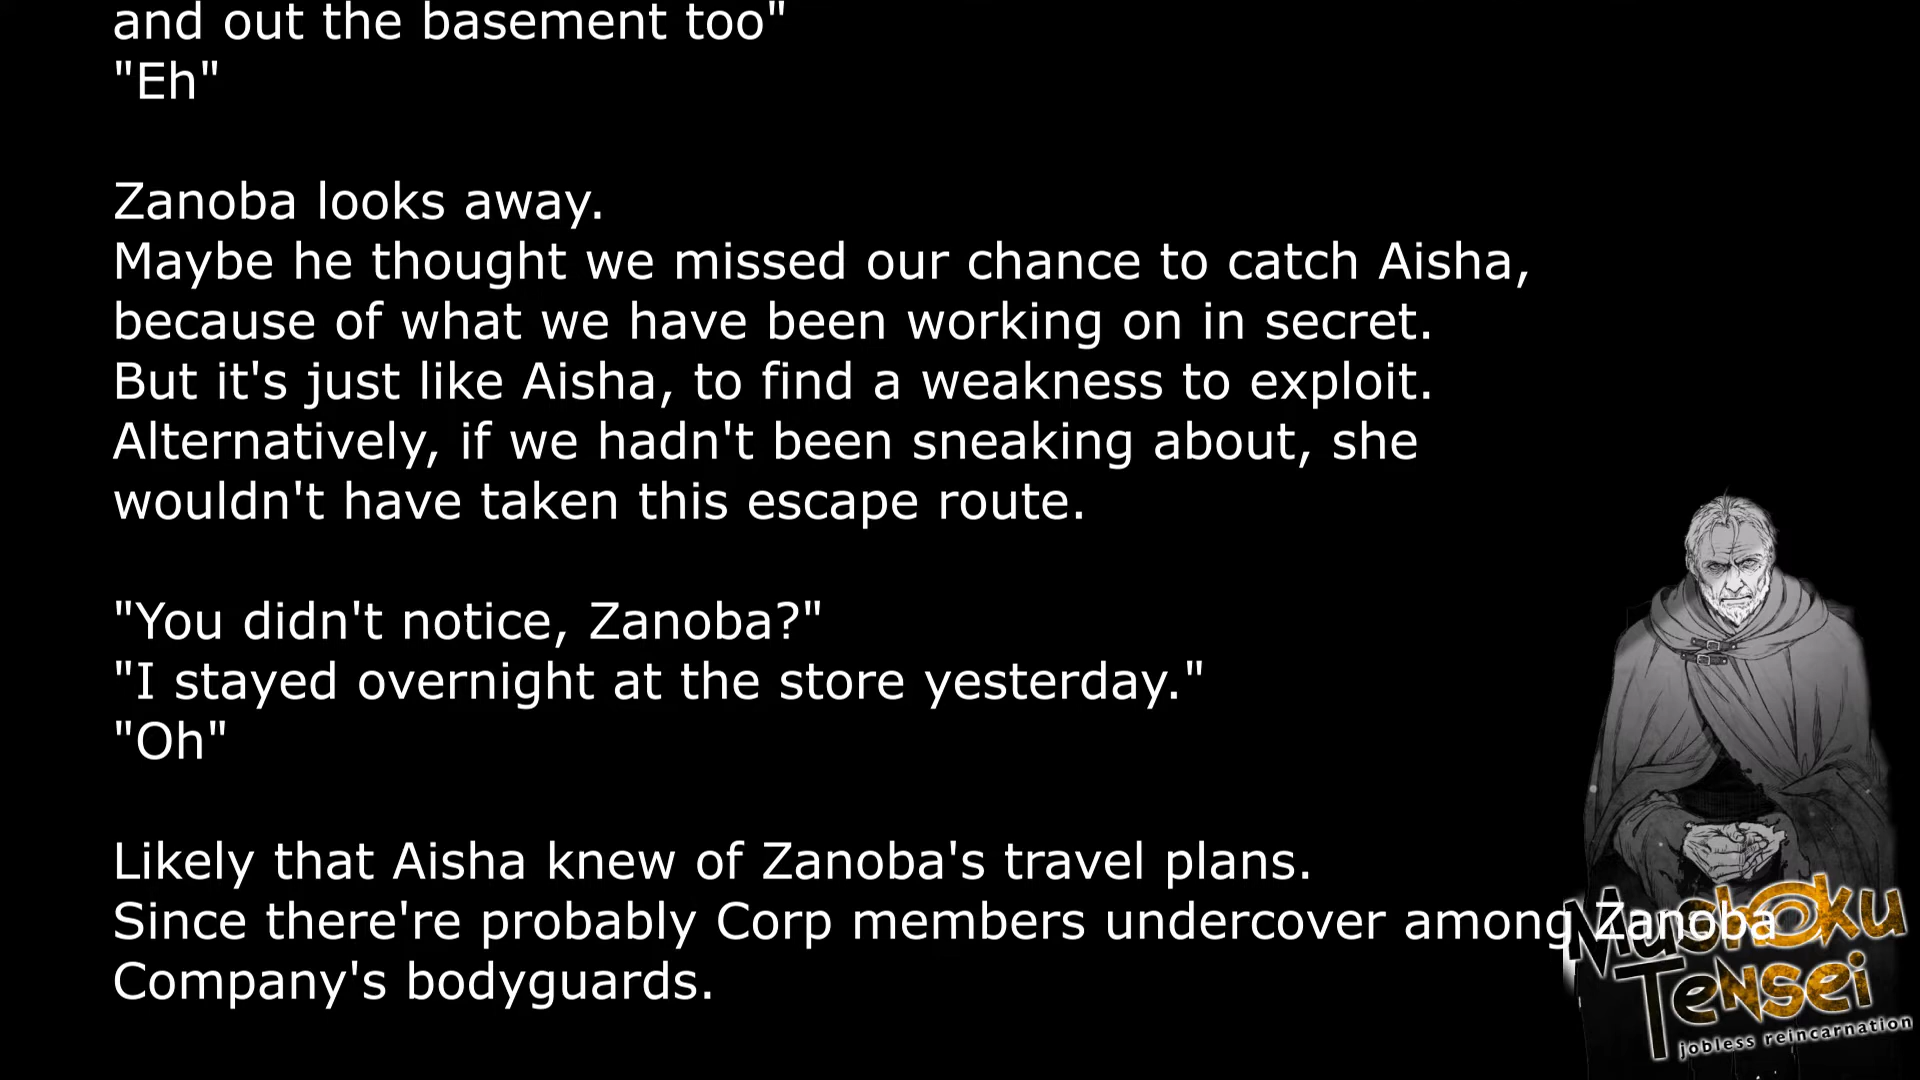 and out the basement too"
"Eh"
Zanoba looks away.
Maybe he thought we missed our chance to catch Aisha,
because of what we have been working on in secret.
But it's just like Aisha, to find a weakness to exploit.
Alternatively, if we hadn't been sneaking about, she
wouldn't have taken this escape route.
"You didn't notice, Zanoba?"
"I stayed overnight at the store yesterday."
"Oh"
Likely that Aisha knew of Zanoba's travel plans.
Since there're probably Corp members undercover among Zanoba
Company's bodyguards.
Mushoku
Tensei
jobless reincarnation